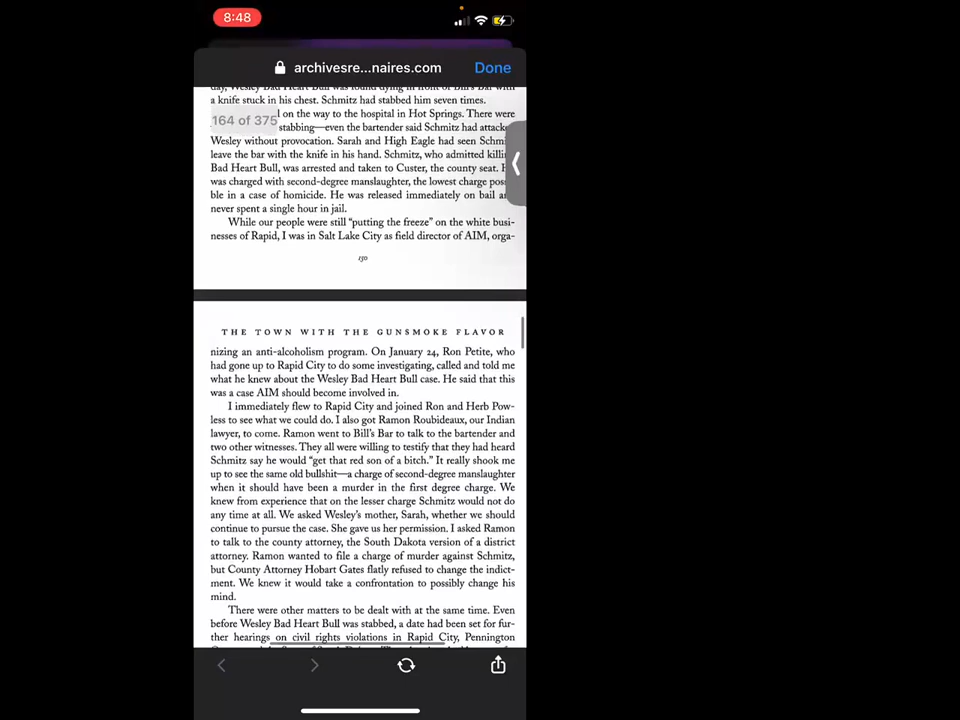 8:48
archivesre...naires.com
Done
day, Wesley Bad Heart Bull was found dying in front of Bill's Bar with
a knife stuck in his chest. Schmitz had stabbed him seven times.
164 of 375
l on the way to the hospital in Hot Springs. There were
stabbing—even the bartender said Schmitz had attack
Wesley without provocation. Sarah and High Eagle had seen Schmi
leave the bar with the knife in his hand. Schmitz, who admitted killi
Bad Heart Bull, was arrested and taken to Custer, the county seat. H
was charged with second-degree manslaughter, the lowest charge poss
ble in a case of homicide. He was released immediately on bail an
never spent a single hour in jail.
While our people were still "putting the freeze" on the white busi-
nesses of Rapid, I was in Salt Lake City as field director of AIM, orga-
150
THE TOWN WITH THE GUNSMOKE FLAVOR
nizing an anti-alcoholism program. On January 24, Ron Petite, who
had gone up to Rapid City to do some investigating, called and told me
what he knew about the Wesley Bad Heart Bull case. He said that this
was a case AIM should become involved in.
I immediately flew to Rapid City and joined Ron and Herb Pow-
less to see what we could do. I also got Ramon Roubideaux, our Indian
lawyer, to come. Ramon went to Bill's Bar to talk to the bartender and
two other witnesses. They all were willing to testify that they had heard
Schmitz say he would "get that red son of a bitch." It really shook me
up to see the same old bullshit—a charge of second-degree manslaughter
when it should have been a murder in the first degree charge. We
knew from experience that on the lesser charge Schmitz would not do
any time at all. We asked Wesley's mother, Sarah, whether we should
continue to pursue the case. She gave us her permission. I asked Ramon
to talk to the county attorney, the South Dakota version of a district
attorney. Ramon wanted to file a charge of murder against Schmitz,
but County Attorney Hobart Gates flatly refused to change the indict-
ment. We knew it would take a confrontation to possibly change his
mind.
There were other matters to be dealt with at the same time. Even
before Wesley Bad Heart Bull was stabbed, a date had been set for fur-
ther hearings on civil rights violations in Rapid City, Pennington